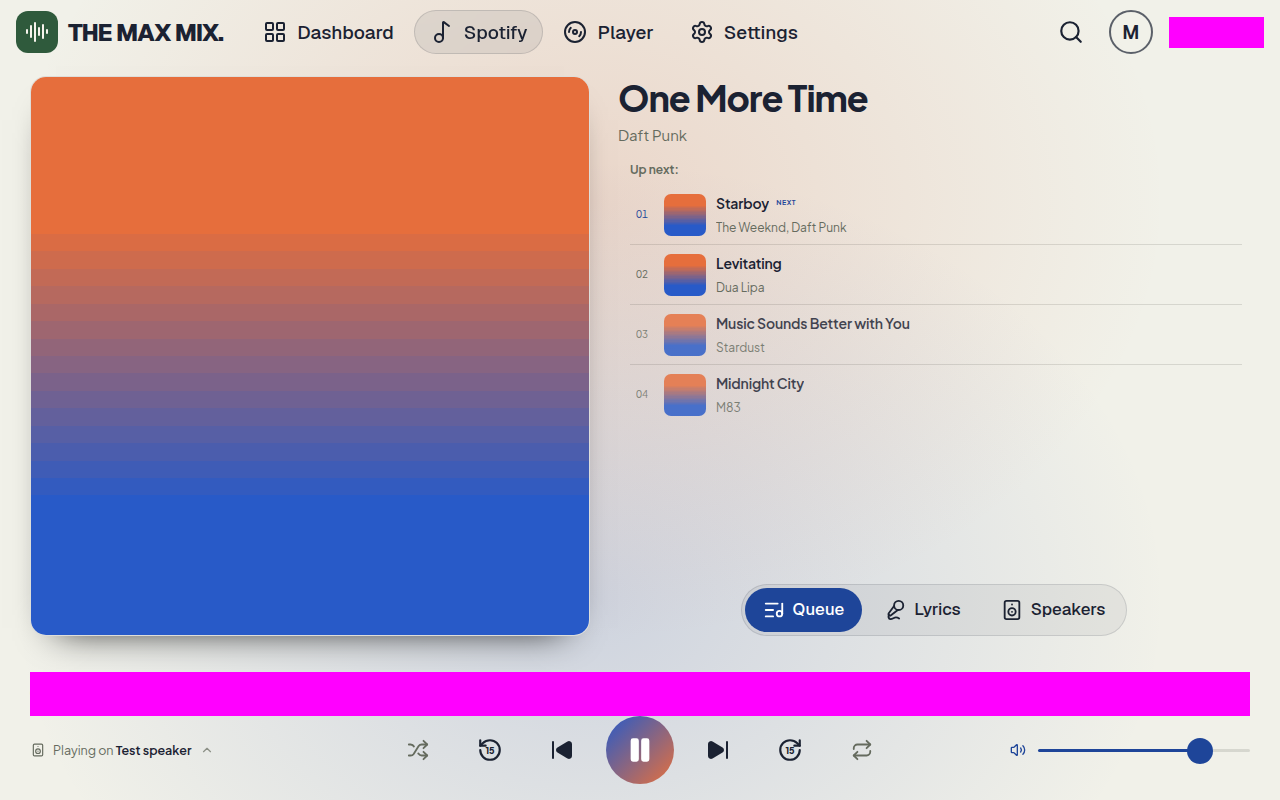 THE MAX MIX.
Dashboard
Spotify
Player
Settings
M
One More Time
Daft Punk
Up next:
01
Starboy NEXT
The Weeknd, Daft Punk
02
Levitating
Dua Lipa
03
Music Sounds Better with You
Stardust
04
Midnight City
M83
Queue
Lyrics
Speakers
Playing on Test speaker
15
15